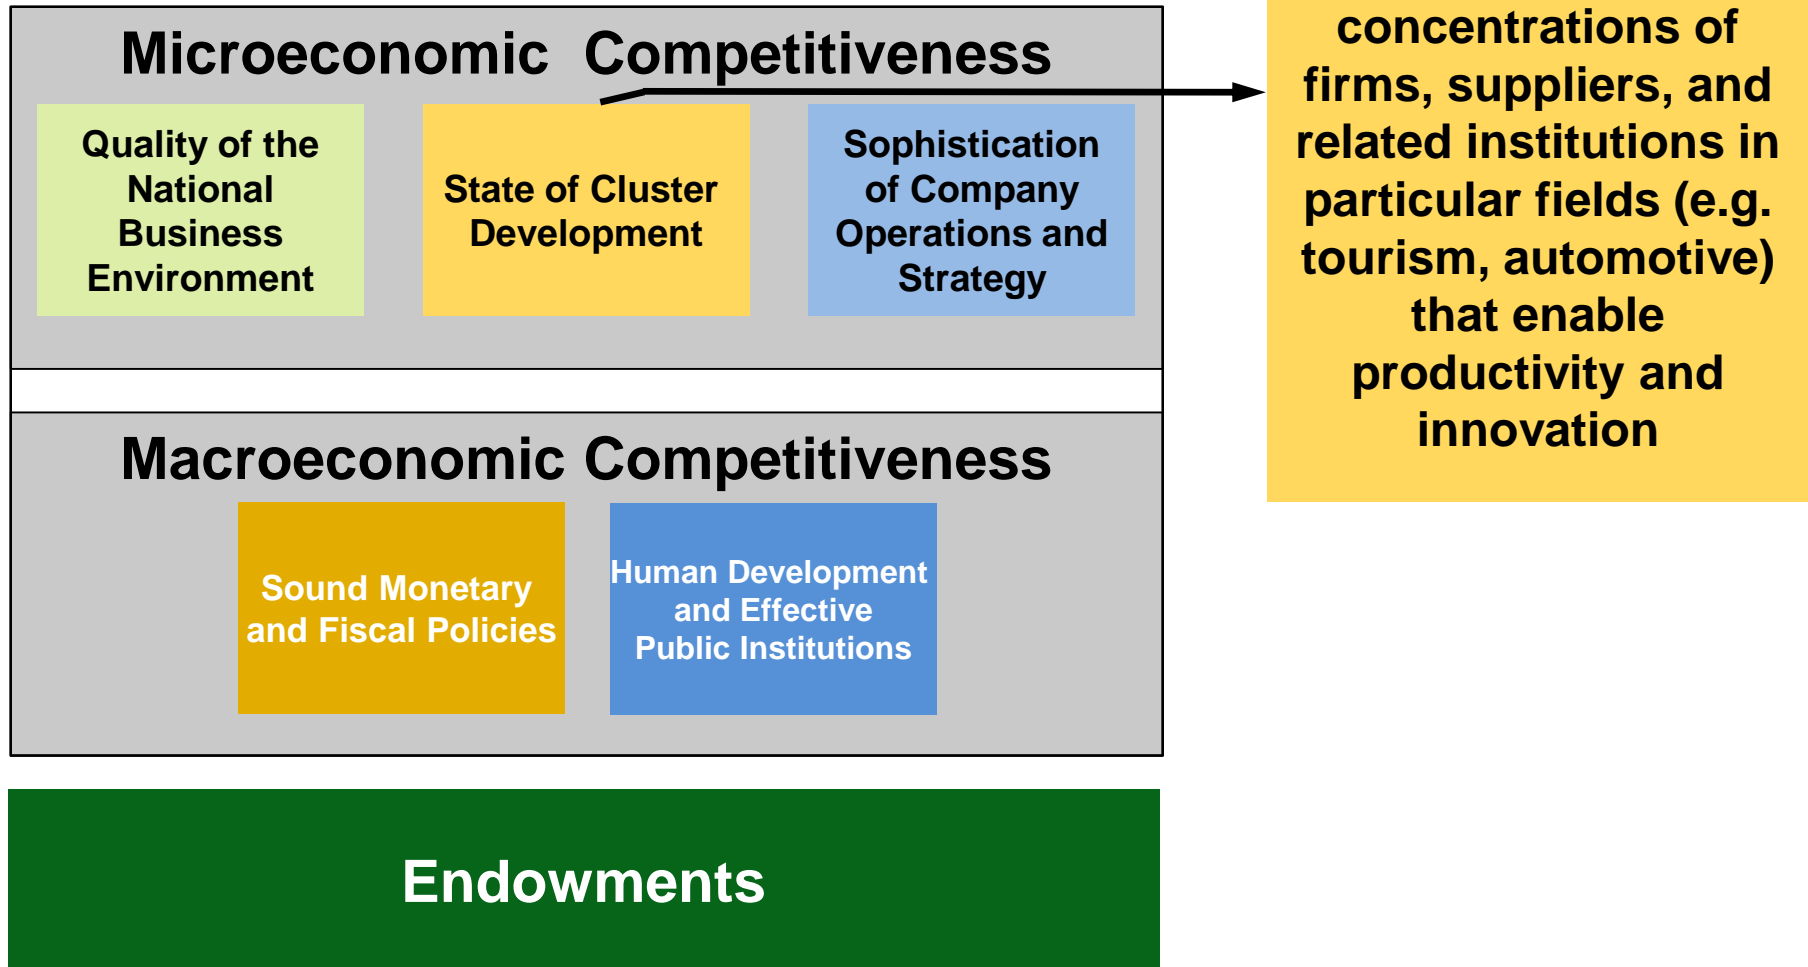 Microeconomic Competitiveness
Quality of the
National
Business
Environment
State of Cluster
Development
Sophistication
of Company
Operations and
Strategy
concentrations of
firms, suppliers, and
related institutions in
particular fields (e.g.
tourism, automotive)
that enable
productivity and
innovation
Macroeconomic Competitiveness
Sound Monetary
and Fiscal Policies
Human Development
and Effective
Public Institutions
Endowments